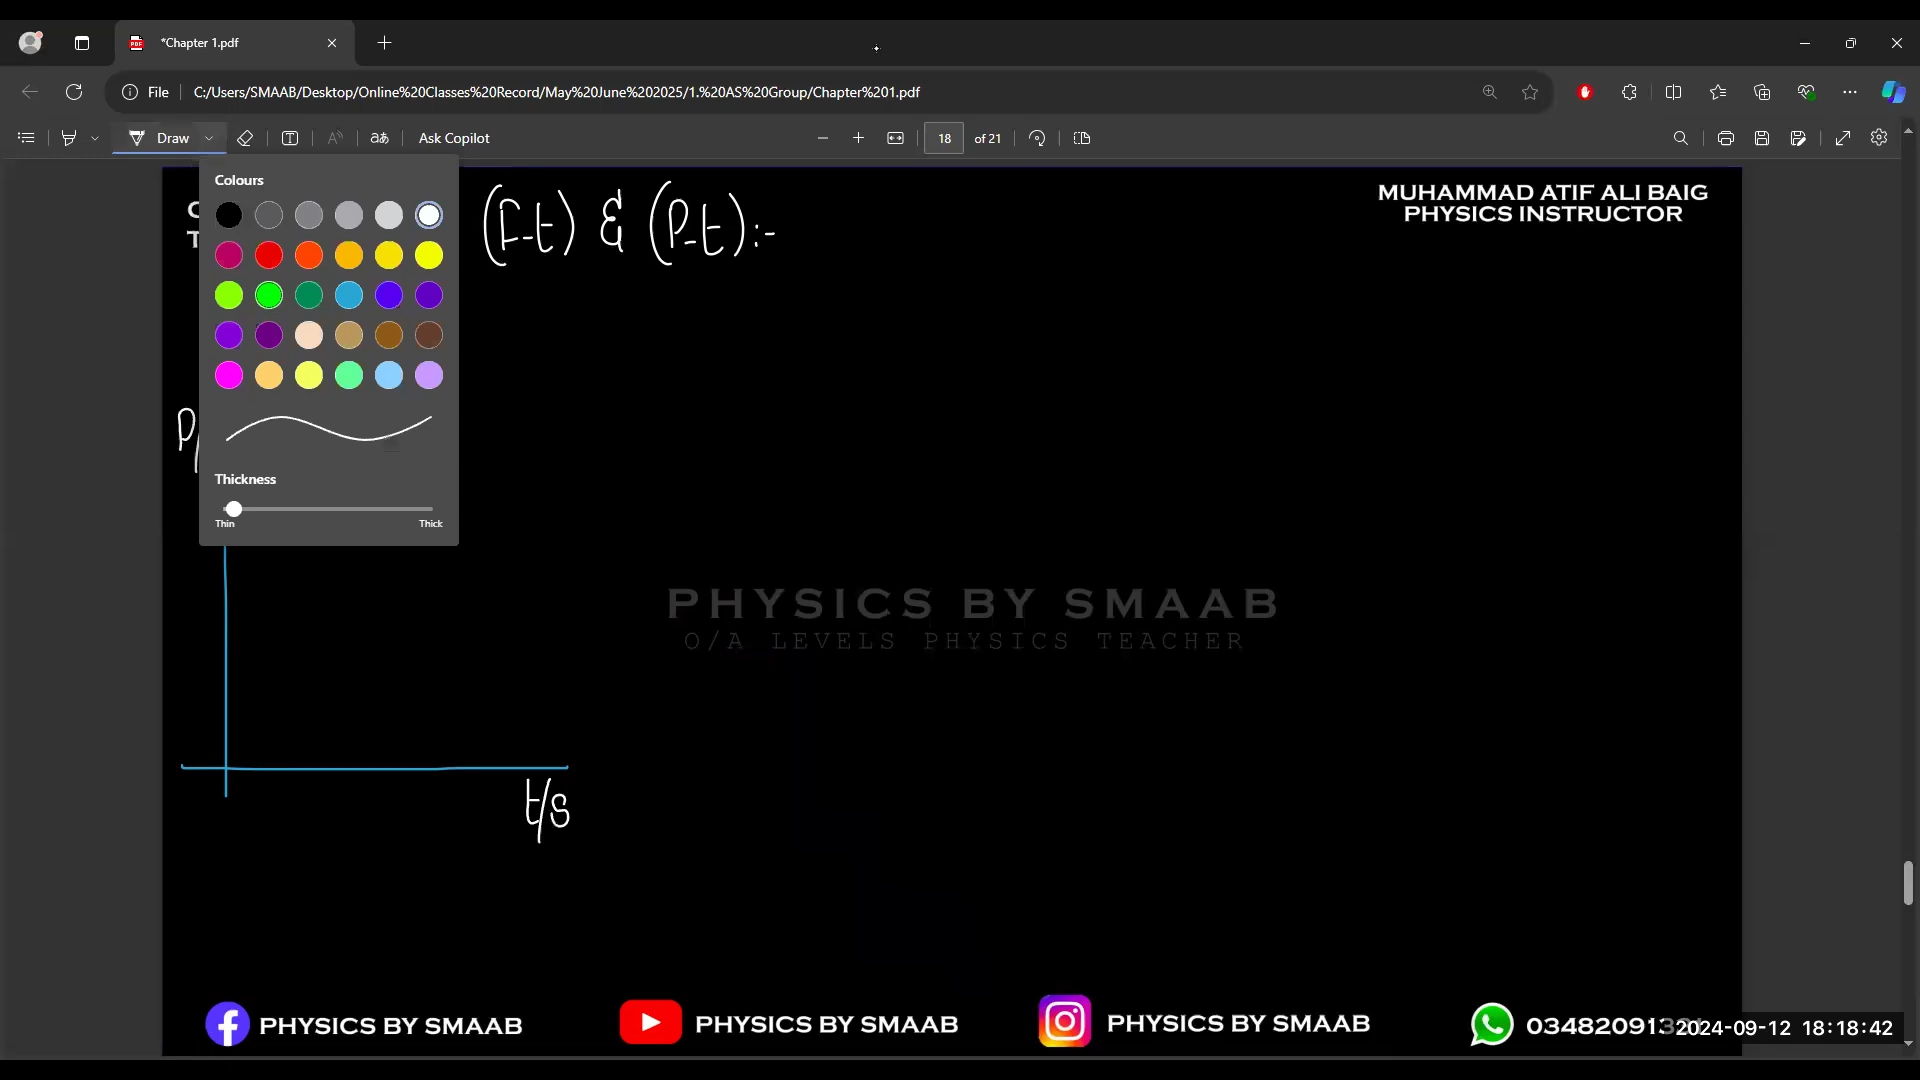 *Chapter 1.pdf
File C:/Users/SMAAB/Desktop/Online%20Classes%20Record/May%20June%202025/1.%20AS%20Group/Chapter%201.pdf
Draw aあ Ask Copilot 18 of 21
Colours
(F-t) & (P-t):-
MUHAMMAD ATIF ALI BAIG
PHYSICS INSTRUCTOR
P/
Thickness
Thin Thick
PHYSICS BY SMAAB
O/A LEVELS PHYSICS TEACHER
t/s
PHYSICS BY SMAAB PHYSICS BY SMAAB PHYSICS BY SMAAB
2024-09-12 18:18:42